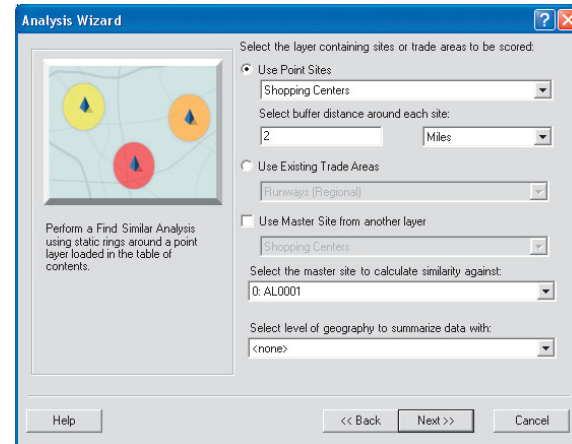 Analysis Wizard
Select the layer containing sites or trade areas to be scored:
Use Point Sites
Shopping Centers
Select buffer distance around each site:
2 Miles
Use Existing Trade Areas
Runways (Regional)
Use Master Site from another layer
Shopping Centers
Select the master site to calculate similarity against:
0: AL0001
Select level of geography to summarize data with:
<none>
Perform a Find Similar Analysis
using static rings around a point
layer loaded in the table of
contents.
Help
<< Back
Next >>
Cancel